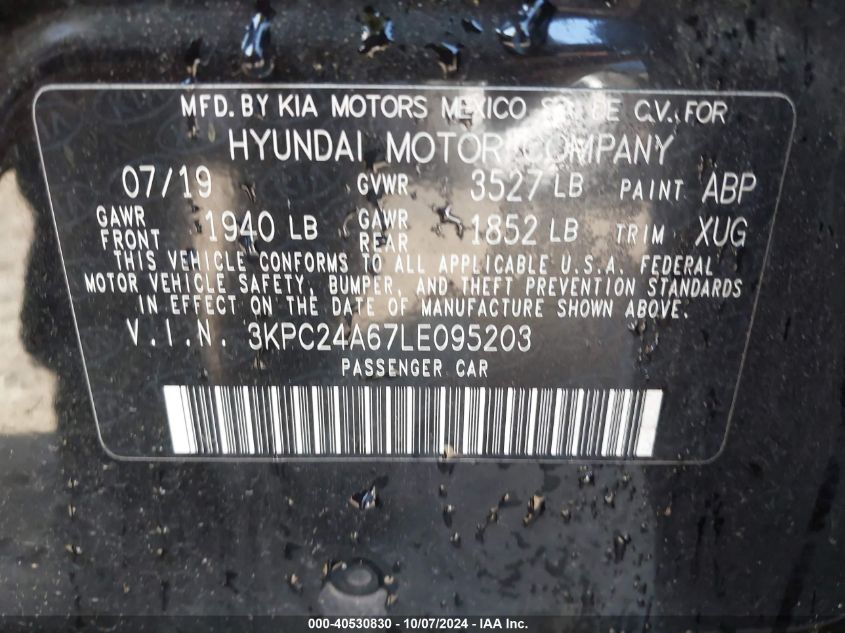 MFD. BY KIA MOTORS MEXICO S. DE C.V. FOR
HYUNDAI MOTOR COMPANY
07/19 GVWR 3527 LB PAINT ABP
GAWR FRONT 1940 LB GAWR REAR 1852 LB TRIM XUG
THIS VEHICLE CONFORMS TO ALL APPLICABLE U.S.A. FEDERAL
MOTOR VEHICLE SAFETY, BUMPER, AND THEFT PREVENTION STANDARDS
IN EFFECT ON THE DATE OF MANUFACTURE SHOWN ABOVE.
V.I.N. 3KPC24A67LE095203
PASSENGER CAR
000-40530830 - 10/07/2024 - IAA Inc.